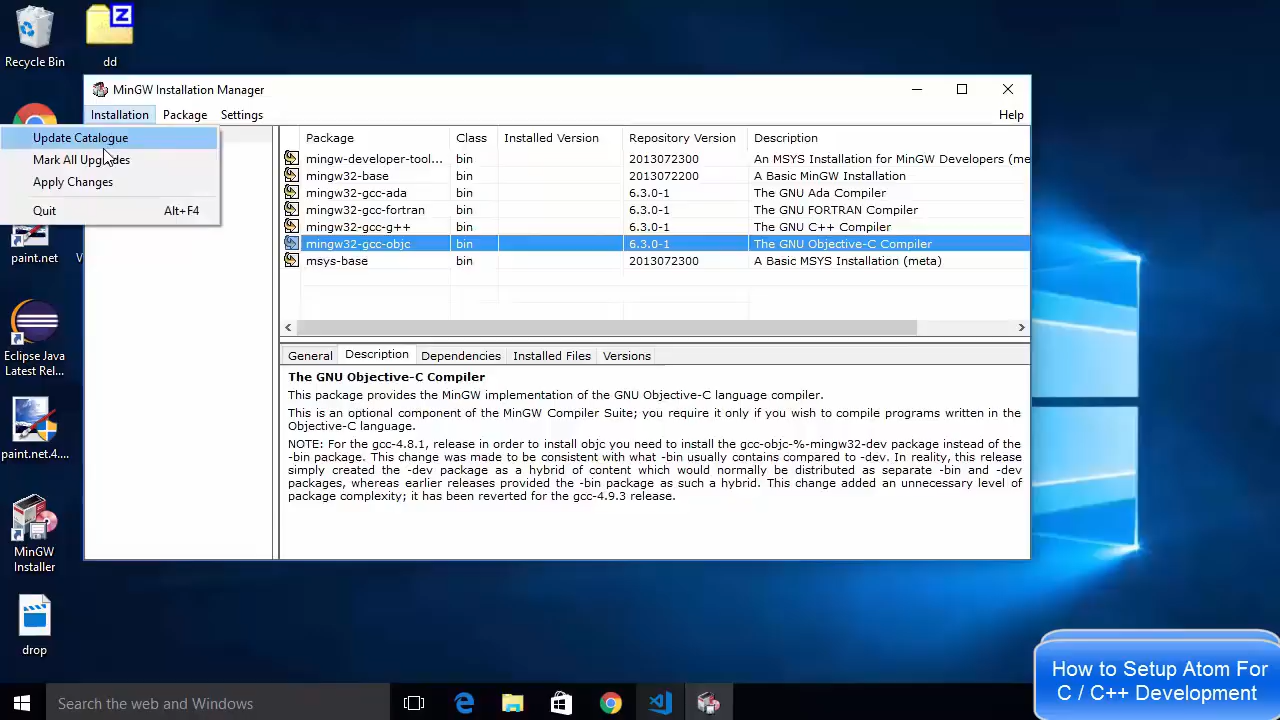 Recycle Bin
Z
dd
MinGW Installation Manager
Installation Package Settings Help
Update Catalogue
Mark All Upgrades
Apply Changes
Quit Alt+F4
Package Class Installed Version Repository Version Description
mingw-developer-tool... bin 2013072300 An MSYS Installation for MinGW Developers (me
mingw32-base bin 2013072200 A Basic MinGW Installation
mingw32-gcc-ada bin 6.3.0-1 The GNU Ada Compiler
mingw32-gcc-fortran bin 6.3.0-1 The GNU FORTRAN Compiler
mingw32-gcc-g++ bin 6.3.0-1 The GNU C++ Compiler
mingw32-gcc-objc bin 6.3.0-1 The GNU Objective-C Compiler
msys-base bin 2013072300 A Basic MSYS Installation (meta)
General Description Dependencies Installed Files Versions
The GNU Objective-C Compiler
This package provides the MinGW implementation of the GNU Objective-C language compiler.
This is an optional component of the MinGW Compiler Suite; you require it only if you wish to compile programs written in the
Objective-C language.
NOTE: For the gcc-4.8.1, release in order to install objc you need to install the gcc-objc-%-mingw32-dev package instead of the
-bin package. This change was made to be consistent with what -bin usually contains compared to -dev. In reality, this release
simply created the -dev package as a hybrid of content which would normally be distributed as separate -bin and -dev
packages, whereas earlier releases provided the -bin package as such a hybrid. This change added an unnecessary level of
package complexity; it has been reverted for the gcc-4.9.3 release.
paint.net
V
Eclipse Java
Latest Rel...
paint.net.4....
MinGW
Installer
drop
How to Setup Atom For
C / C++ Development
Search the web and Windows